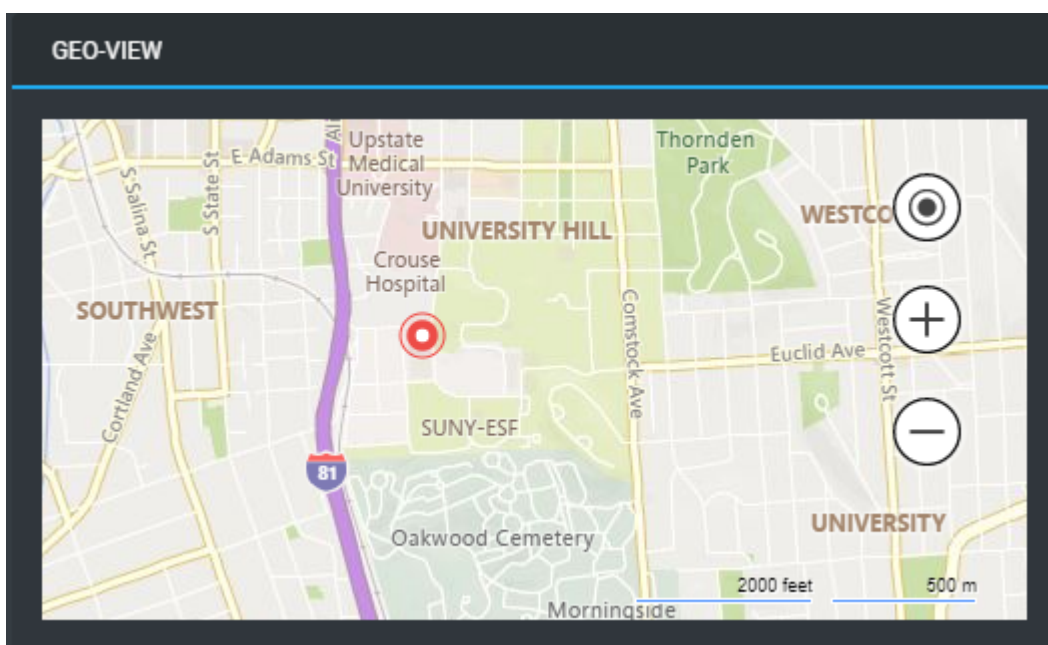 GEO-VIEW
Upstate
Medical
University
E Adams St
S State St
S Salina St
Thornden
Park
UNIVERSITY HILL
WESTCO
Crouse
Hospital
SOUTHWEST
Comstock Ave
Westcott St
Euclid Ave
Cortland Ave
SUNY-ESF
81
Oakwood Cemetery
UNIVERSITY
2000 feet
500 m
Morningside